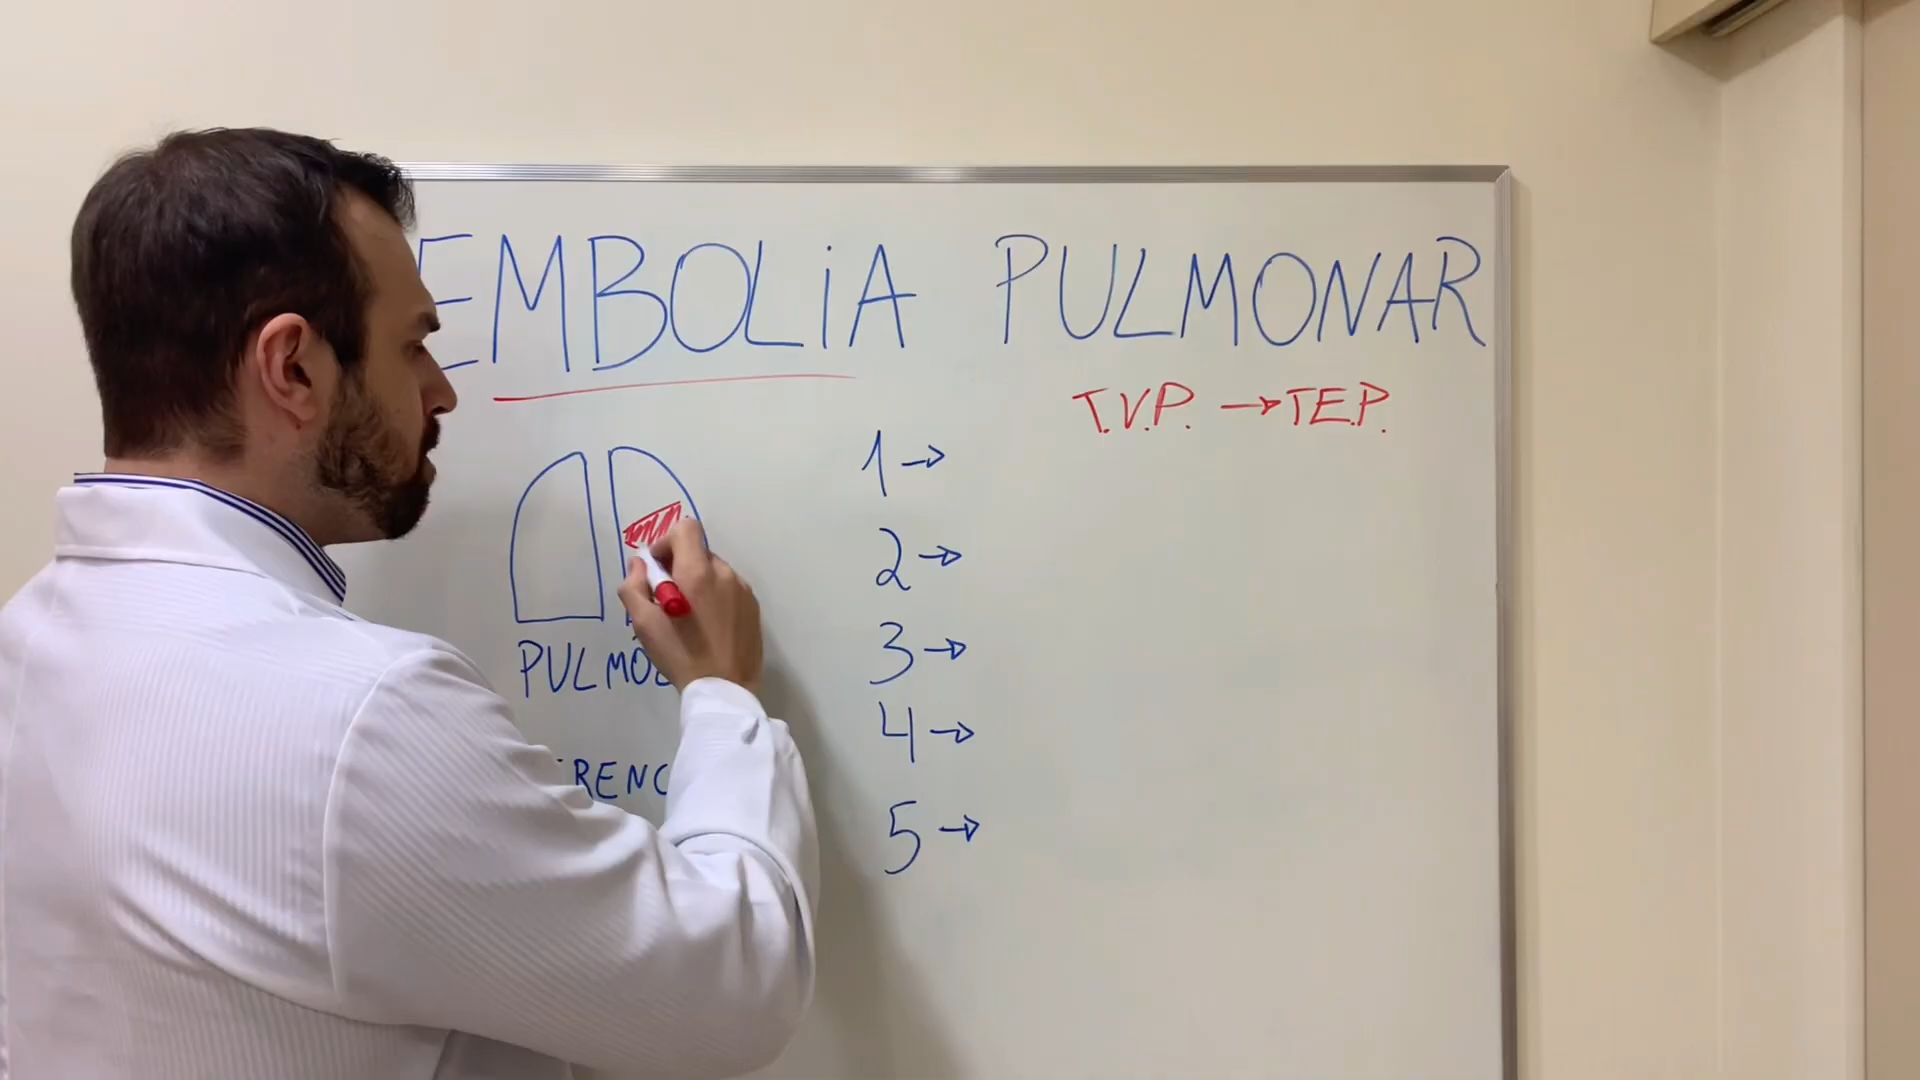 EMBOLiA PULMONAR
T.V.P. → T.E.P.
1 →
2 →
3 →
4 →
5 →